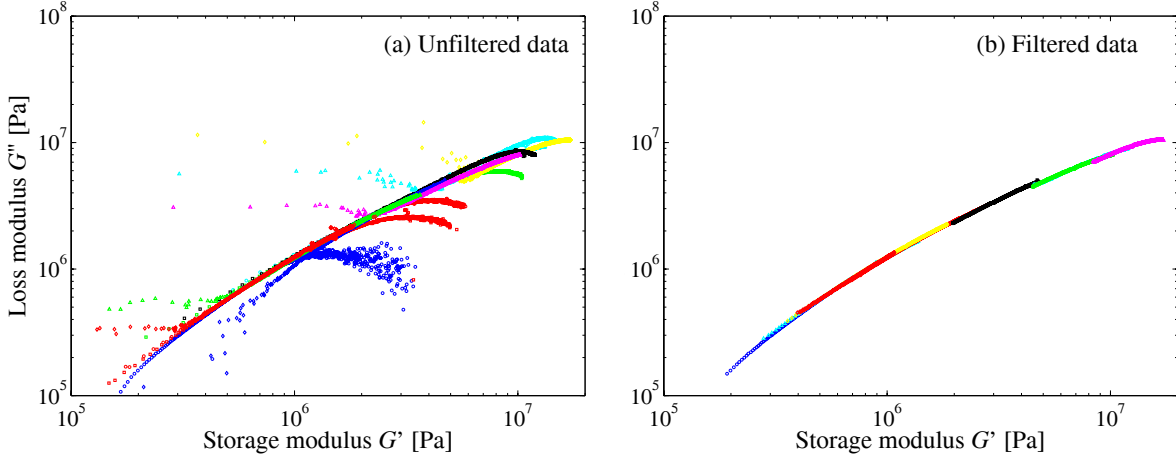 (a) Unfiltered data
10^8
10^7
10^6
10^5
Loss modulus G'' [Pa]
10^5 10^6 10^7
Storage modulus G' [Pa]
(b) Filtered data
10^8
10^7
10^6
10^5
10^5 10^6 10^7
Storage modulus G' [Pa]